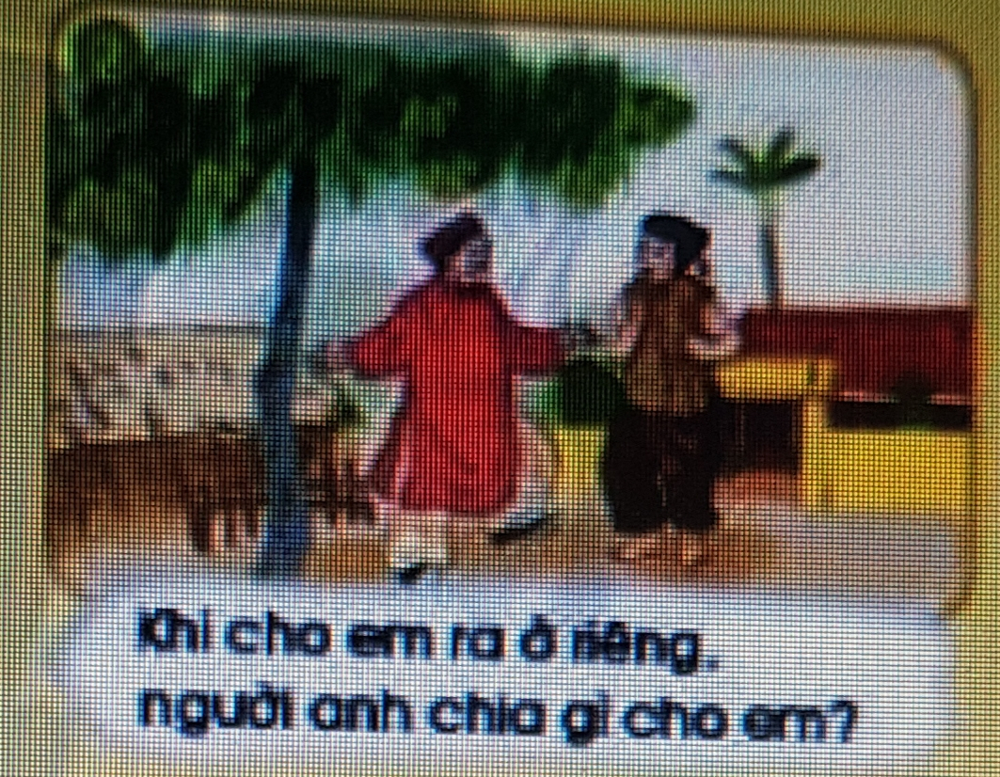 Khi cho em ra ở riêng,
người anh chia gì cho em?